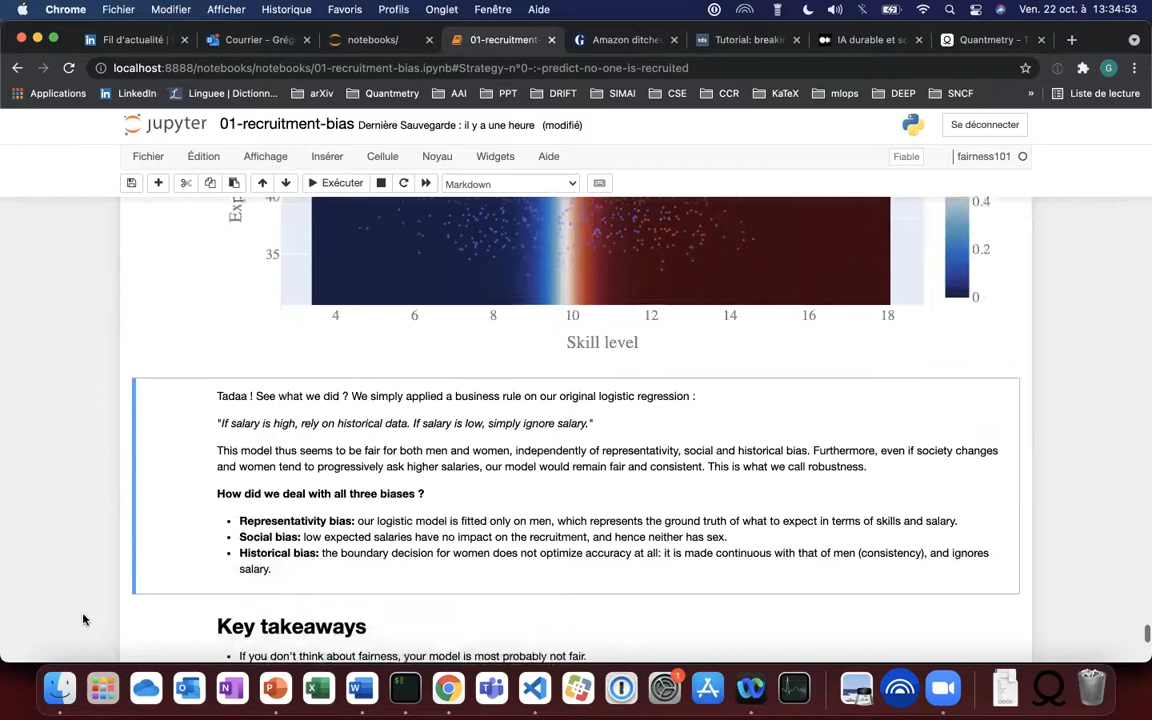 Chrome Fichier Modifier Afficher Historique Favoris Profils Onglet Fenêtre Aide Ven. 22 oct. à 13:34:53
Fil d'actualité | Courrier - Grég notebooks/ 01-recruitment- Amazon ditche Tutorial: breaki IA durable et so Quantmetry - T
localhost:8888/notebooks/notebooks/01-recruitment-bias.ipynb#Strategy-n°0-:-predict-no-one-is-recruited G
Applications LinkedIn Linguee | Dictionn... arXiv Quantmetry AAI PPT DRIFT SIMAI CSE CCR KaTeX mlops DEEP SNCF » Liste de lecture
jupyter 01-recruitment-bias Dernière Sauvegarde : il y a une heure (modifié) Se déconnecter
Fichier Édition Affichage Insérer Cellule Noyau Widgets Aide Fiable fairness101
Exécuter Markdown
Exp
40
35
0.4
0.2
0
4 6 8 10 12 14 16 18
Skill level
Tadaa ! See what we did ? We simply applied a business rule on our original logistic regression :
"If salary is high, rely on historical data. If salary is low, simply ignore salary."
This model thus seems to be fair for both men and women, independently of representativity, social and historical bias. Furthermore, even if society changes
and women tend to progressively ask higher salaries, our model would remain fair and consistent. This is what we call robustness.
How did we deal with all three biases ?
• Representativity bias: our logistic model is fitted only on men, which represents the ground truth of what to expect in terms of skills and salary.
• Social bias: low expected salaries have no impact on the recruitment, and hence neither has sex.
• Historical bias: the boundary decision for women does not optimize accuracy at all: it is made continuous with that of men (consistency), and ignores
salary.
Key takeaways
• If you don't think about fairness, your model is most probably not fair.